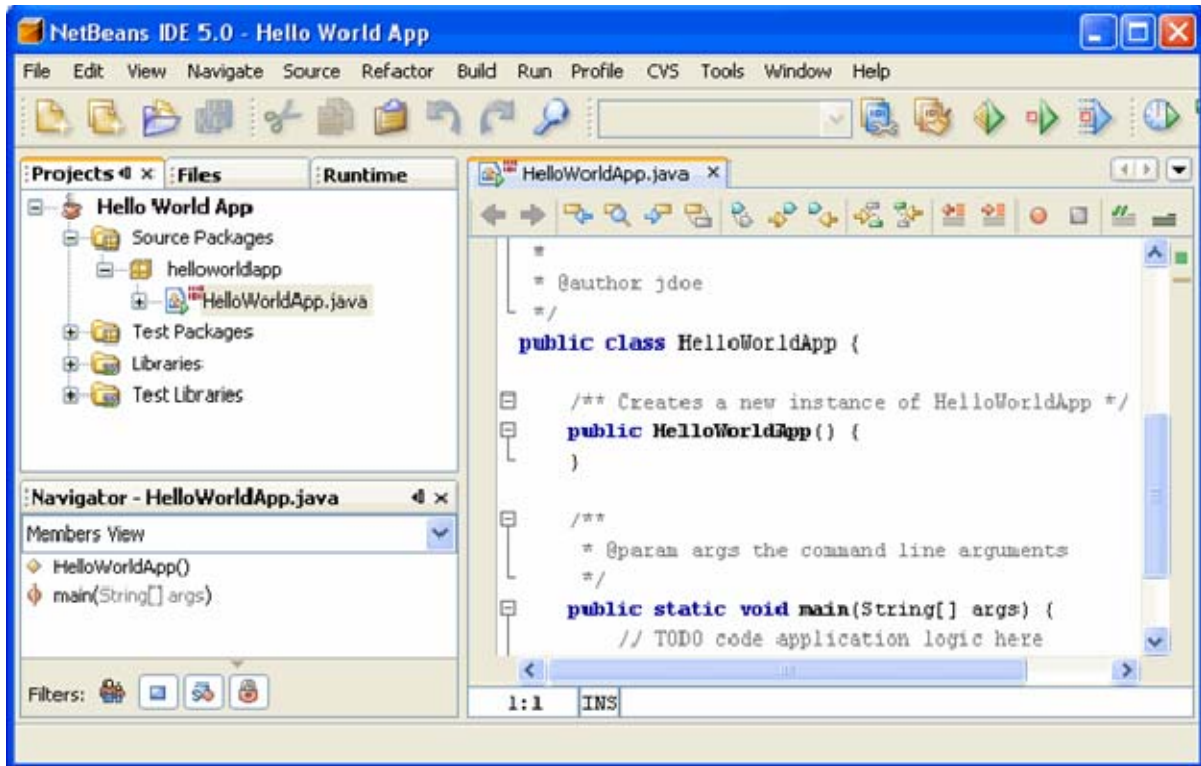 NetBeans IDE 5.0 - Hello World App
File Edit View Navigate Source Refactor Build Run Profile CVS Tools Window Help
Projects Files Runtime
Hello World App
Source Packages
helloworldapp
HelloWorldApp.java
Test Packages
Libraries
Test Libraries
Navigator - HelloWorldApp.java
Members View
HelloWorldApp()
main(String[] args)
Filters:
HelloWorldApp.java
*
* @author jdoe
*/
public class HelloWorldApp {
/** Creates a new instance of HelloWorldApp */
public HelloWorldApp() {
}
/**
* @param args the command line arguments
*/
public static void main(String[] args) {
// TODO code application logic here
1:1 INS